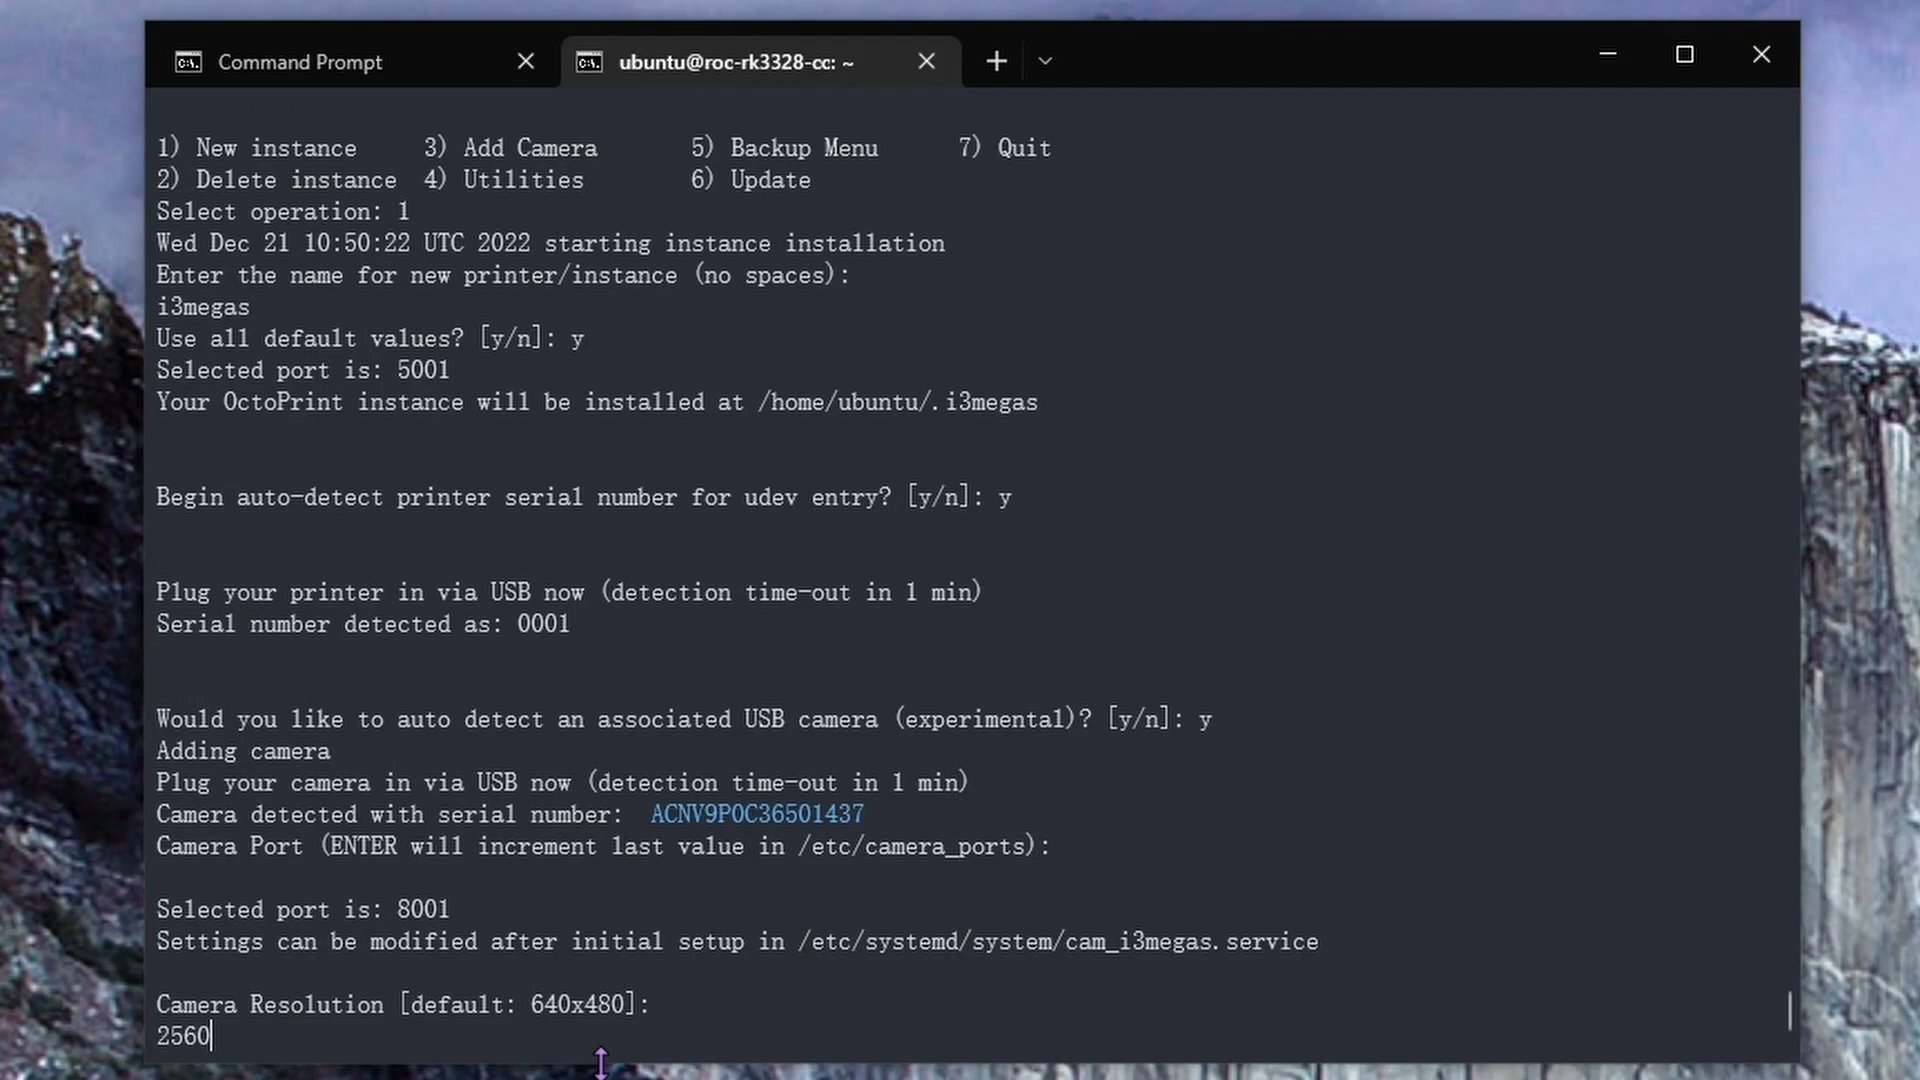 Command Prompt
ubuntu@roc-rk3328-cc: ~
1) New instance 3) Add Camera 5) Backup Menu 7) Quit
2) Delete instance 4) Utilities 6) Update
Select operation: 1
Wed Dec 21 10:50:22 UTC 2022 starting instance installation
Enter the name for new printer/instance (no spaces):
i3megas
Use all default values? [y/n]: y
Selected port is: 5001
Your OctoPrint instance will be installed at /home/ubuntu/.i3megas
Begin auto-detect printer serial number for udev entry? [y/n]: y
Plug your printer in via USB now (detection time-out in 1 min)
Serial number detected as: 0001
Would you like to auto detect an associated USB camera (experimental)? [y/n]: y
Adding camera
Plug your camera in via USB now (detection time-out in 1 min)
Camera detected with serial number: ACNV9P0C36501437
Camera Port (ENTER will increment last value in /etc/camera_ports):
Selected port is: 8001
Settings can be modified after initial setup in /etc/systemd/system/cam_i3megas.service
Camera Resolution [default: 640x480]:
2560